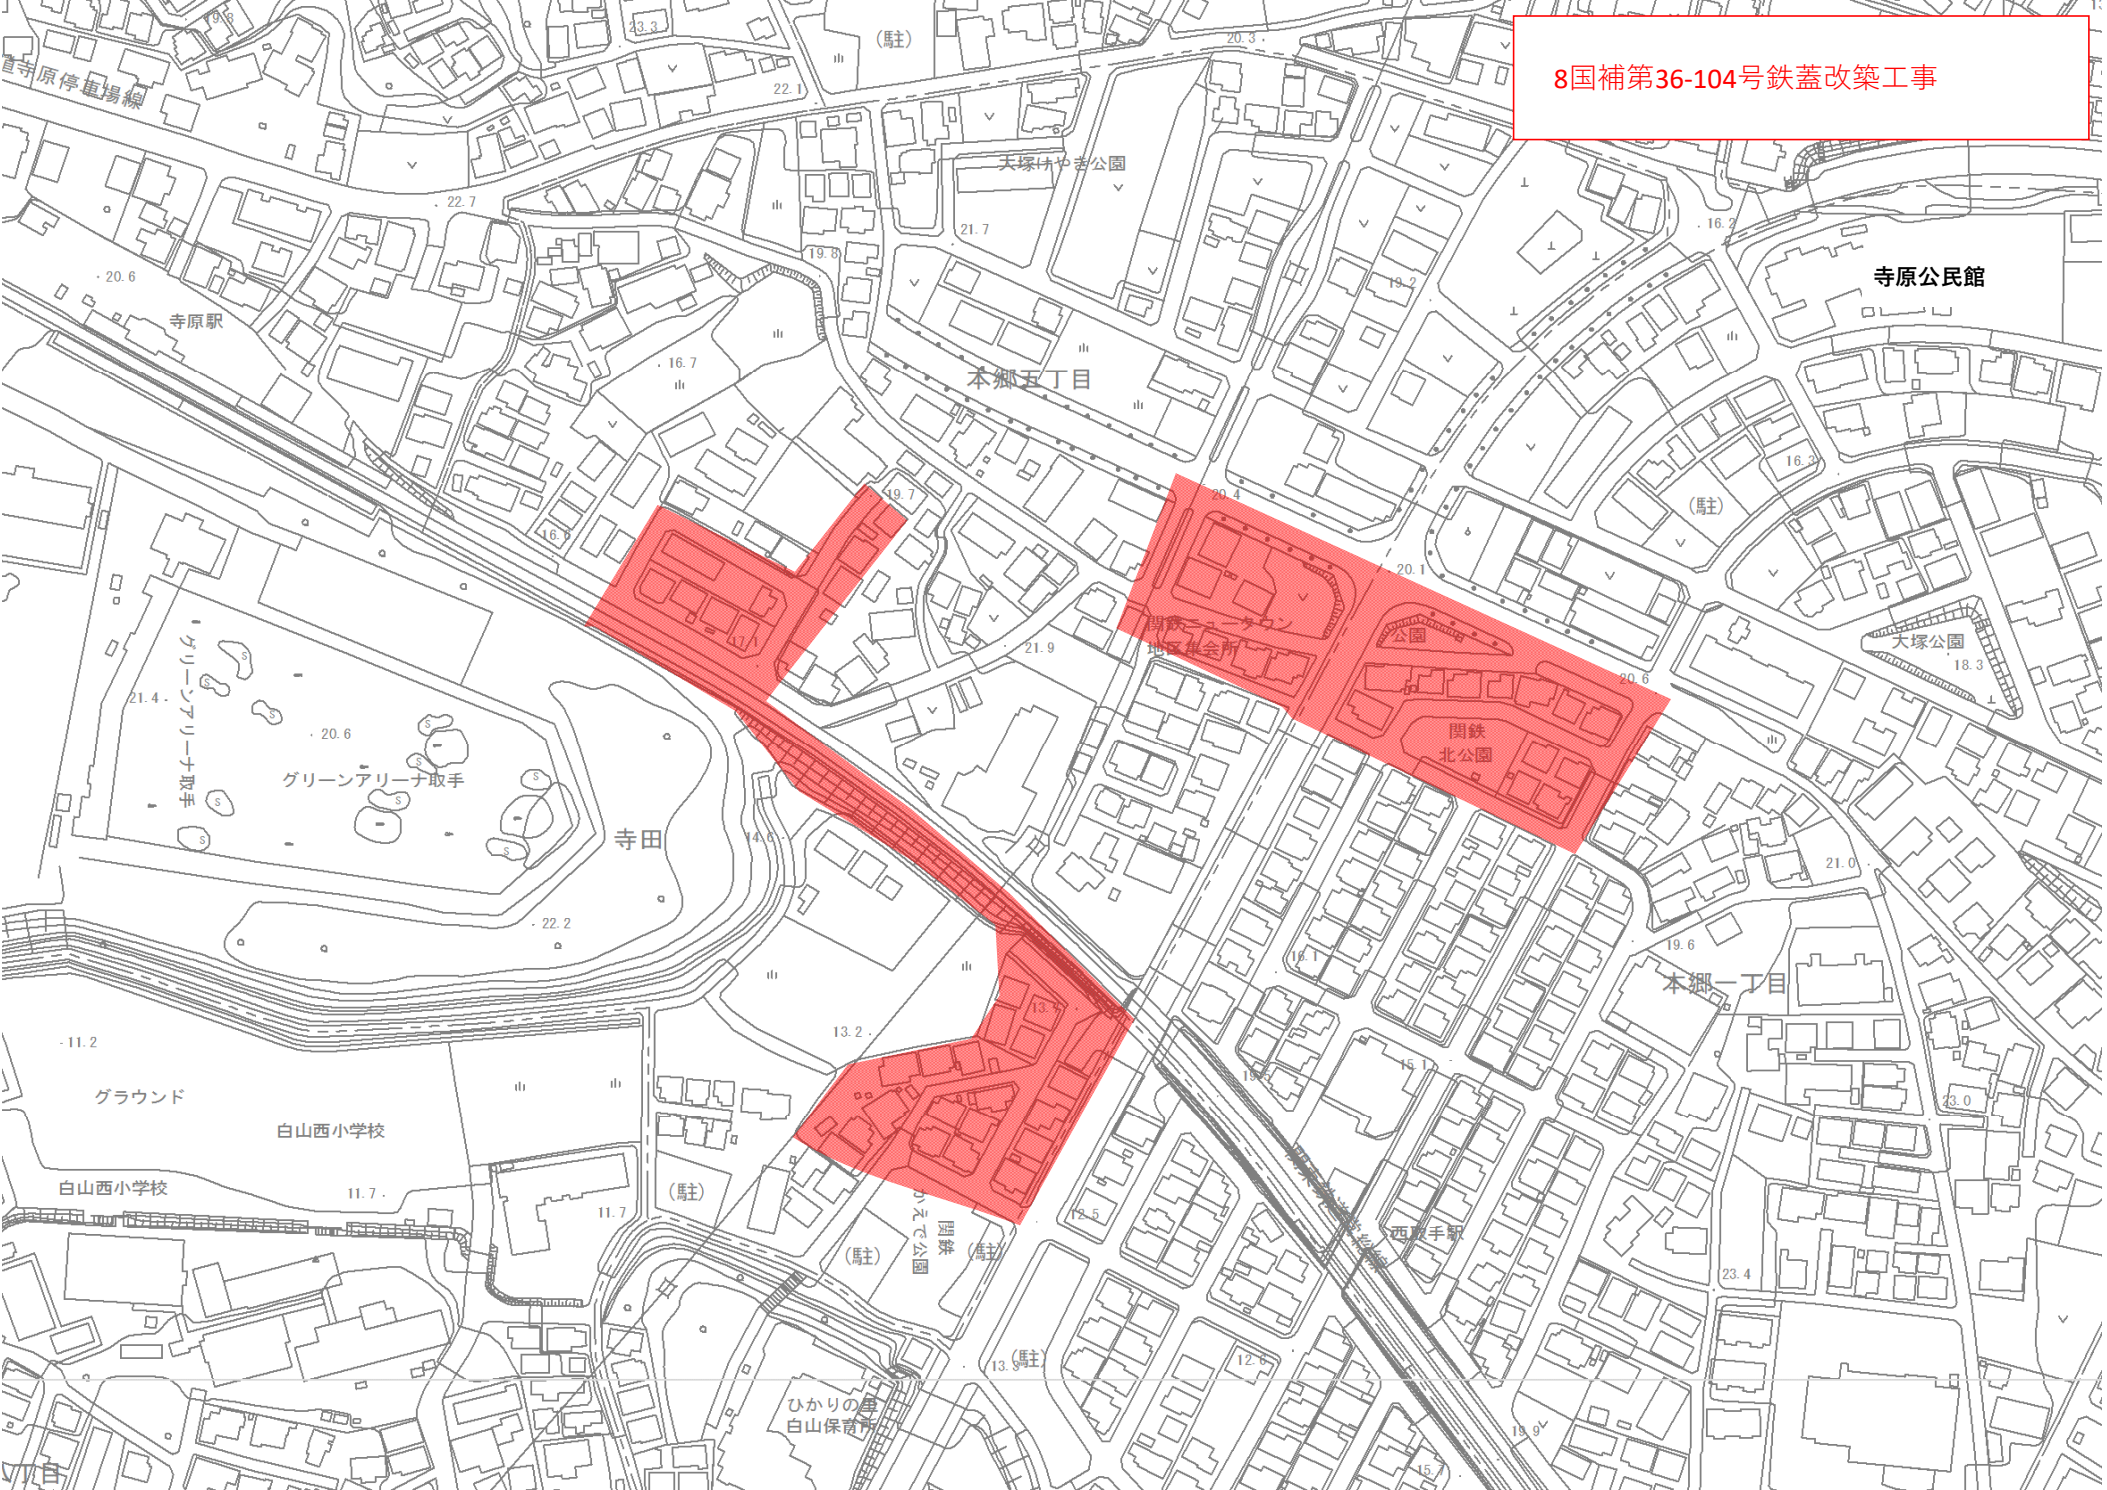 8国補第36-104号鉄蓋改築工事
19.8
23.3
(駐)
20.3
道寺原停車場線
22.1
大塚けやき公園
22.7
21.7
16.2
19.8
寺原公民館
20.6
19.2
寺原駅
16.7
本郷五丁目
16.3
19.7
20.4
(駐)
16.6
20.1
関鉄ニュータウン
地区集会所
公園
17.1
21.9
大塚公園
18.3
20.6
21.4
グリーンアリーナ取手
20.6
グリーンアリーナ取手
関鉄
北公園
寺田
14.6
21.0
22.2
19.6
16.1
本郷一丁目
13.2
11.2
15.1
グラウンド
23.0
白山西小学校
白山西小学校
11.7
(駐)
11.7
12.5
かえで公園
関鉄
(駐)
(駐)
西取手駅
23.4
13.3
(駐)
12.6
ひかりの里
白山保育所
19.9
15.7